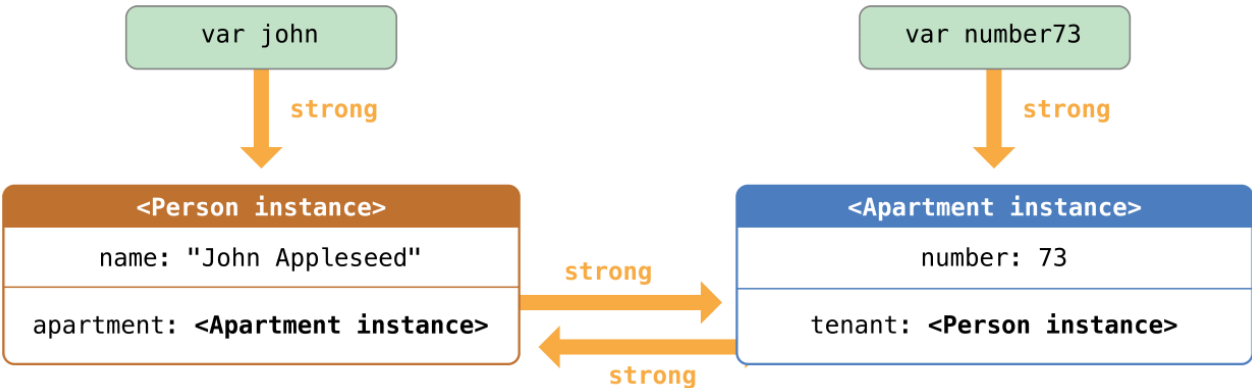 var john
var number73
strong
strong
<Person instance>
<Apartment instance>
name: "John Appleseed"
number: 73
strong
apartment: <Apartment instance>
tenant: <Person instance>
strong